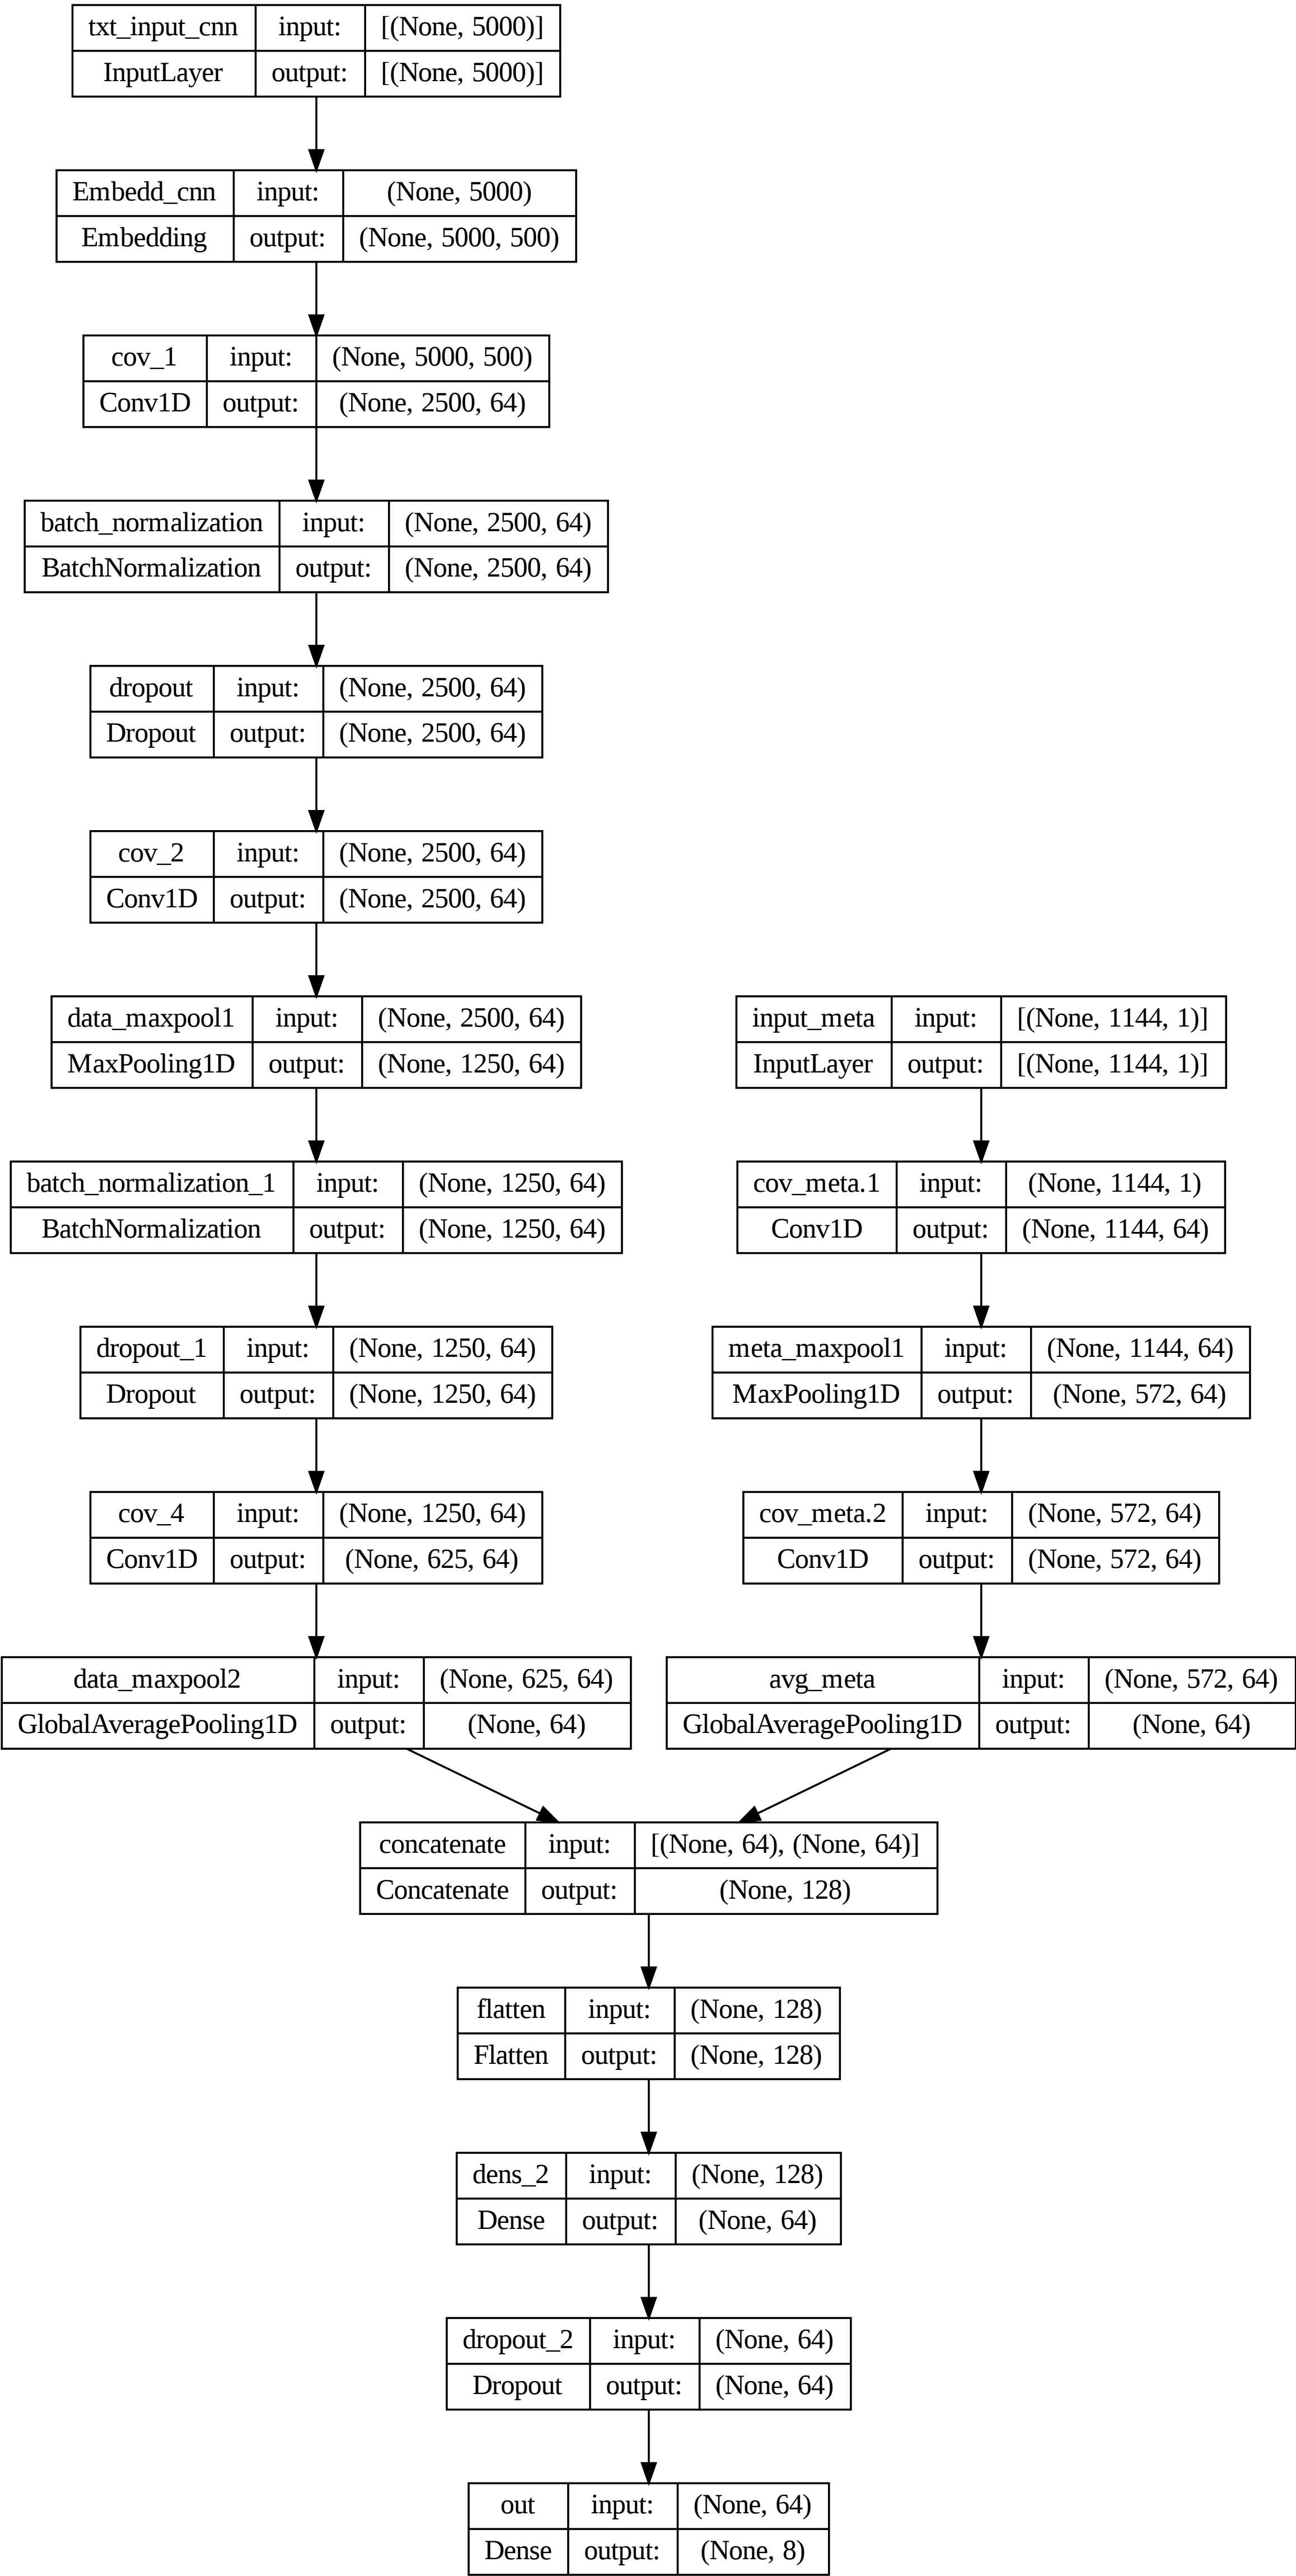 txt_input_cnn input: [(None, 5000)]
InputLayer output: [(None, 5000)]
Embedd_cnn input: (None, 5000)
Embedding output: (None, 5000, 500)
cov_1 input: (None, 5000, 500)
Conv1D output: (None, 2500, 64)
batch_normalization input: (None, 2500, 64)
BatchNormalization output: (None, 2500, 64)
dropout input: (None, 2500, 64)
Dropout output: (None, 2500, 64)
cov_2 input: (None, 2500, 64)
Conv1D output: (None, 2500, 64)
data_maxpool1 input: (None, 2500, 64)
MaxPooling1D output: (None, 1250, 64)
batch_normalization_1 input: (None, 1250, 64)
BatchNormalization output: (None, 1250, 64)
dropout_1 input: (None, 1250, 64)
Dropout output: (None, 1250, 64)
cov_4 input: (None, 1250, 64)
Conv1D output: (None, 625, 64)
data_maxpool2 input: (None, 625, 64)
GlobalAveragePooling1D output: (None, 64)
input_meta input: [(None, 1144, 1)]
InputLayer output: [(None, 1144, 1)]
cov_meta.1 input: (None, 1144, 1)
Conv1D output: (None, 1144, 64)
meta_maxpool1 input: (None, 1144, 64)
MaxPooling1D output: (None, 572, 64)
cov_meta.2 input: (None, 572, 64)
Conv1D output: (None, 572, 64)
avg_meta input: (None, 572, 64)
GlobalAveragePooling1D output: (None, 64)
concatenate input: [(None, 64), (None, 64)]
Concatenate output: (None, 128)
flatten input: (None, 128)
Flatten output: (None, 128)
dens_2 input: (None, 128)
Dense output: (None, 64)
dropout_2 input: (None, 64)
Dropout output: (None, 64)
out input: (None, 64)
Dense output: (None, 8)